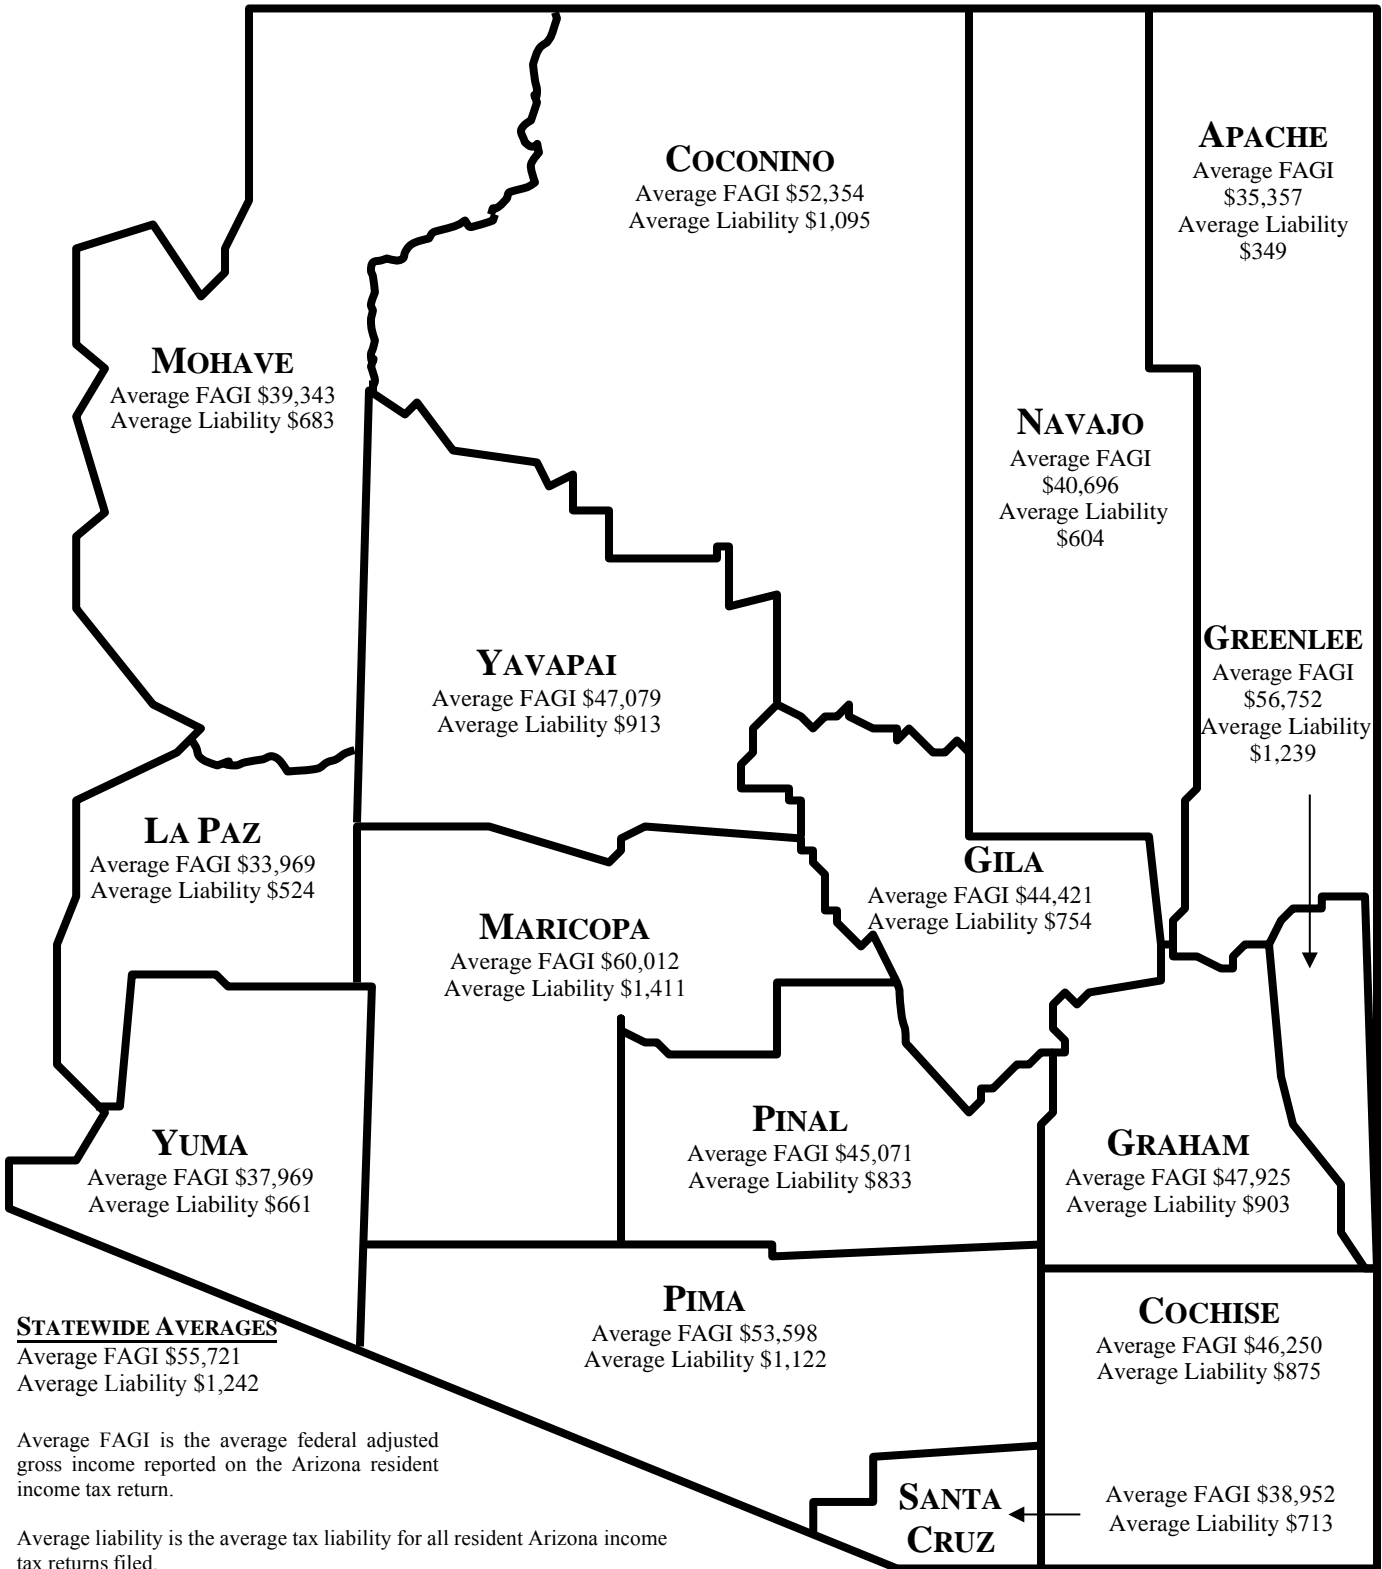 COCONINO
Average FAGI $52,354
Average Liability $1,095
APACHE
Average FAGI
$35,357
Average Liability
$349
MOHAVE
Average FAGI $39,343
Average Liability $683
NAVAJO
Average FAGI
$40,696
Average Liability
$604
GREENLEE
Average FAGI
$56,752
Average Liability
$1,239
YAVAPAI
Average FAGI $47,079
Average Liability $913
LA PAZ
Average FAGI $33,969
Average Liability $524
GILA
Average FAGI $44,421
Average Liability $754
MARICOPA
Average FAGI $60,012
Average Liability $1,411
PINAL
Average FAGI $45,071
Average Liability $833
GRAHAM
Average FAGI $47,925
Average Liability $903
YUMA
Average FAGI $37,969
Average Liability $661
PIMA
Average FAGI $53,598
Average Liability $1,122
COCHISE
Average FAGI $46,250
Average Liability $875
SANTA
CRUZ
Average FAGI $38,952
Average Liability $713
STATEWIDE AVERAGES
Average FAGI $55,721
Average Liability $1,242
Average FAGI is the average federal adjusted
gross income reported on the Arizona resident
income tax return.
Average liability is the average tax liability for all resident Arizona income
tax returns filed.